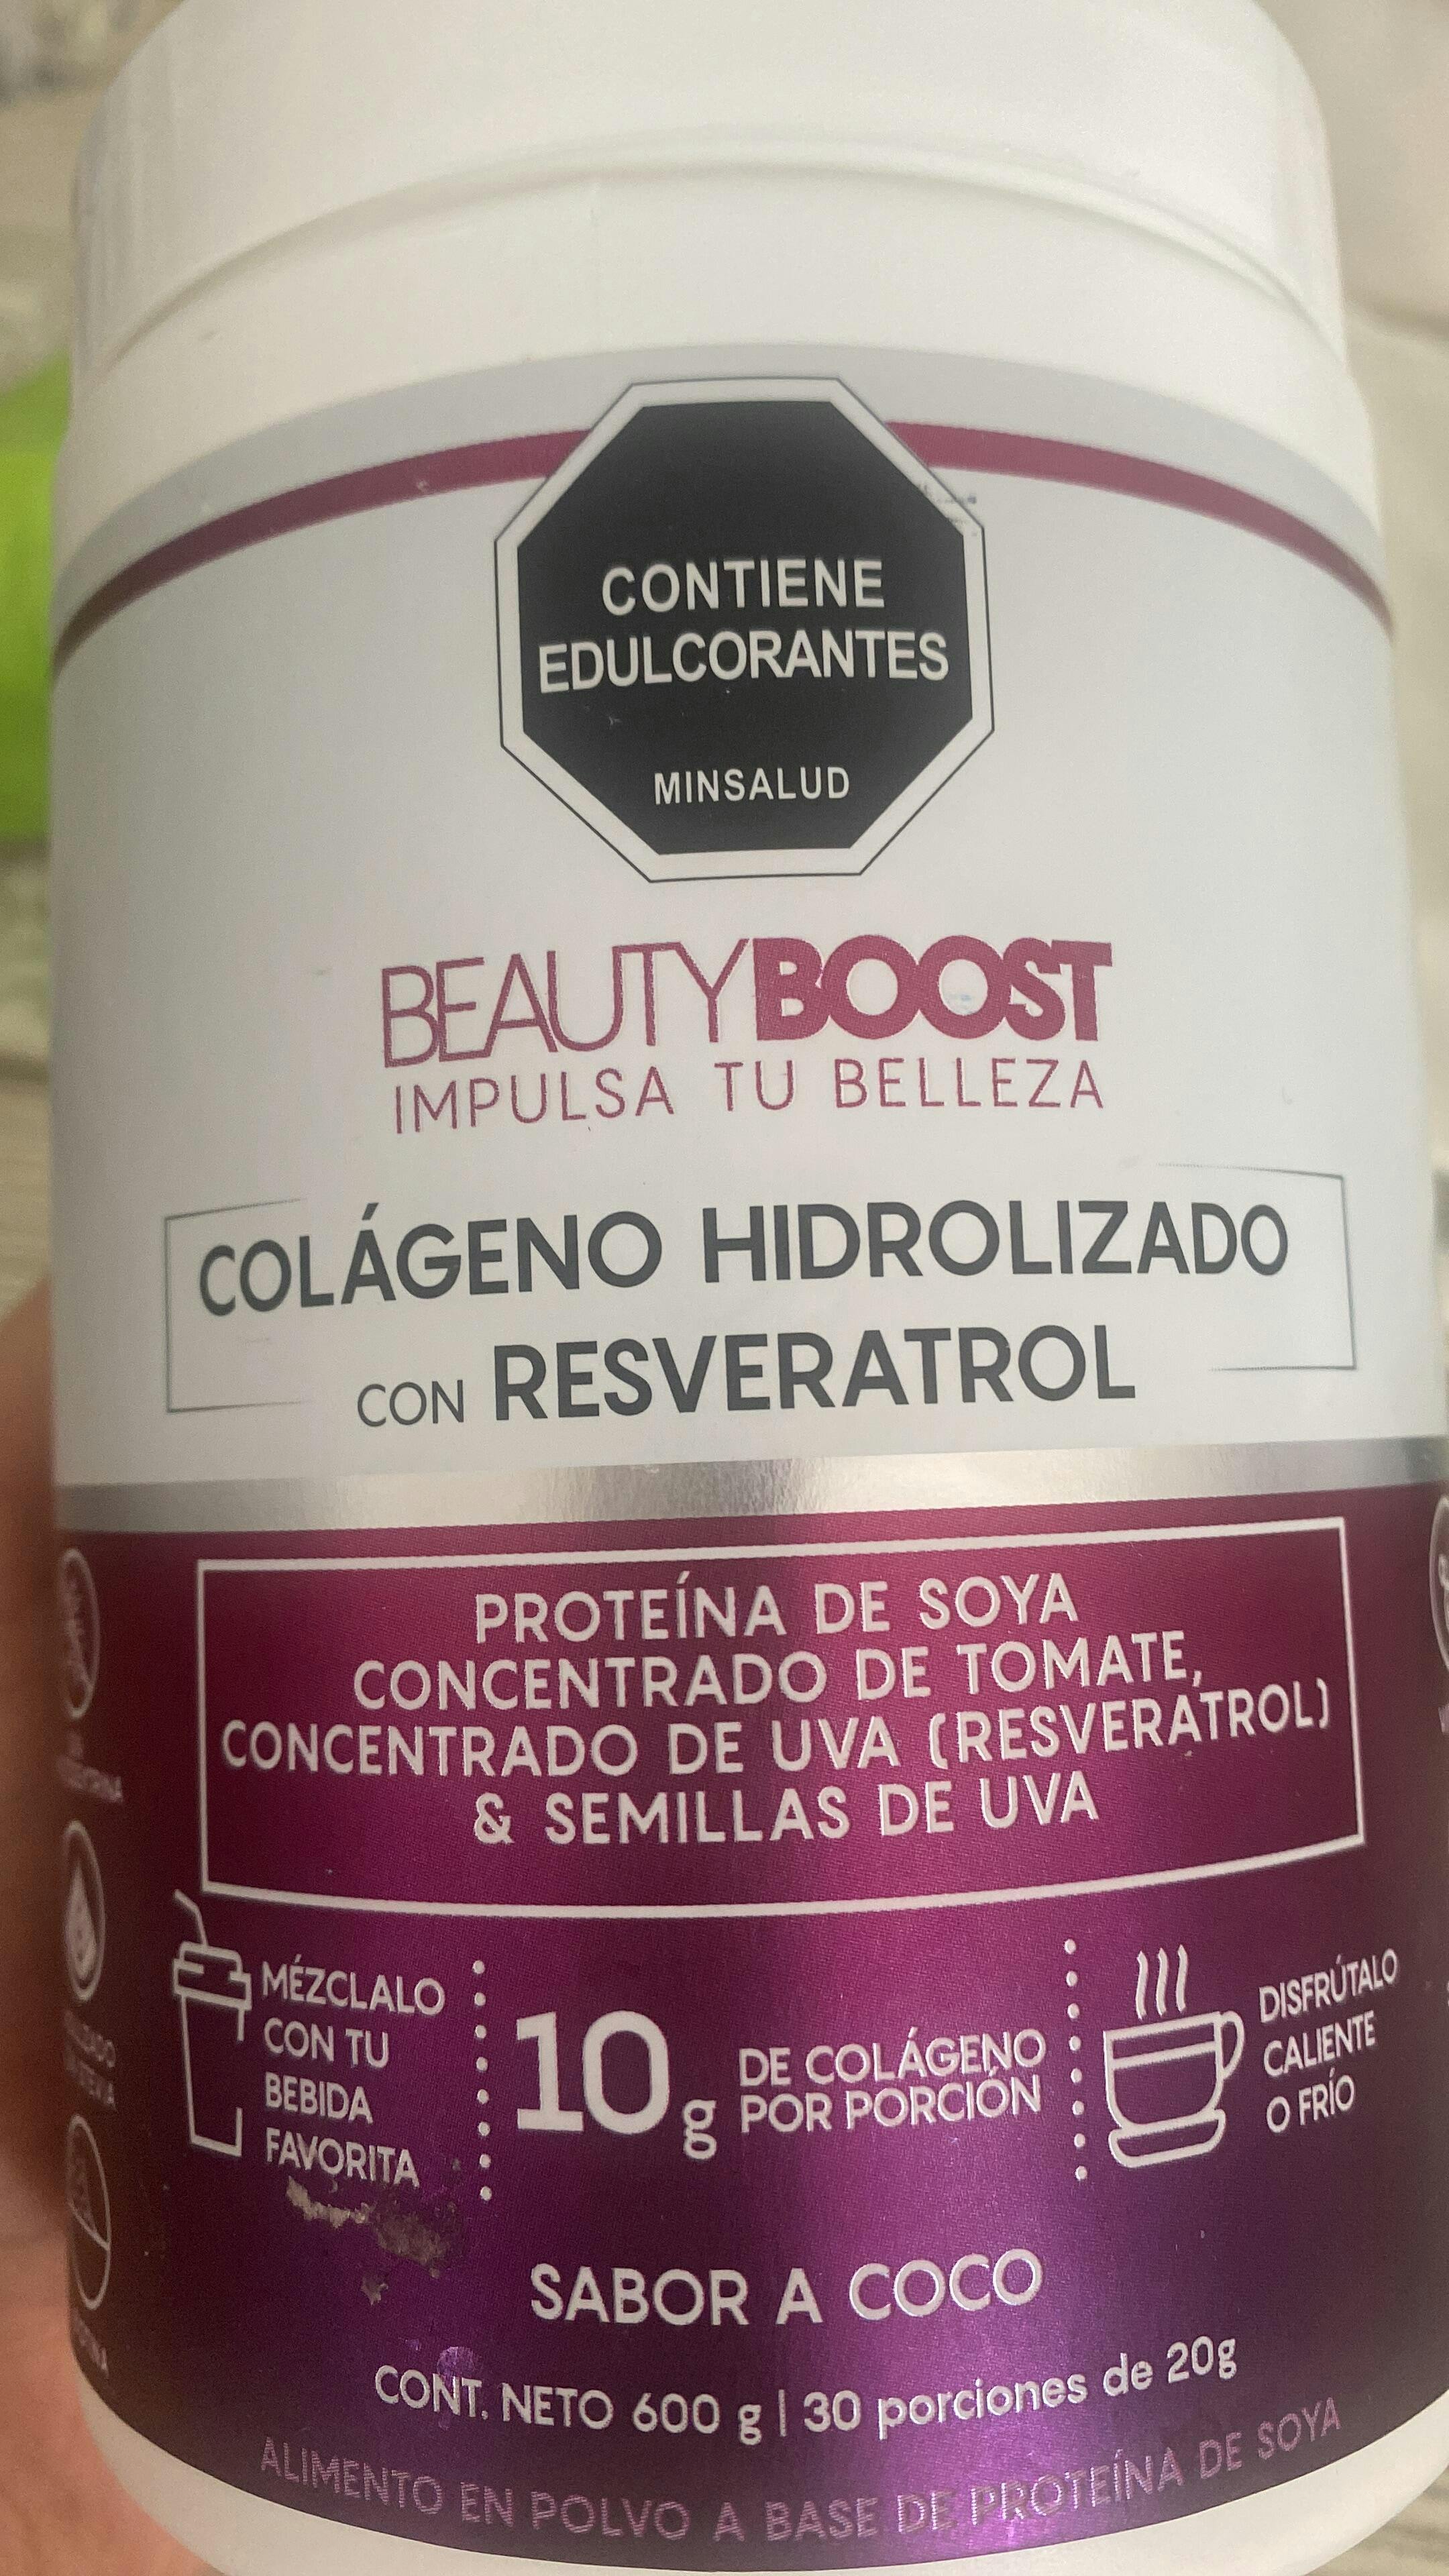 CONTIENE
EDULCORANTES
MINSALUD
BEAUTYBOOST
IMPULSA TU BELLEZA
COLÁGENO HIDROLIZADO
CON RESVERATROL
PROTEÍNA DE SOYA
CONCENTRADO DE TOMATE,
CONCENTRADO DE UVA (RESVERATROL)
& SEMILLAS DE UVA
MÉZCLALO
CON TU
BEBIDA
FAVORITA
10g
DE COLÁGENO
POR PORCIÓN
DISFRÚTALO
CALIENTE
O FRÍO
SABOR A COCO
CONT. NETO 600 g | 30 porciones de 20g
ALIMENTO EN POLVO A BASE DE PROTEÍNA DE SOYA